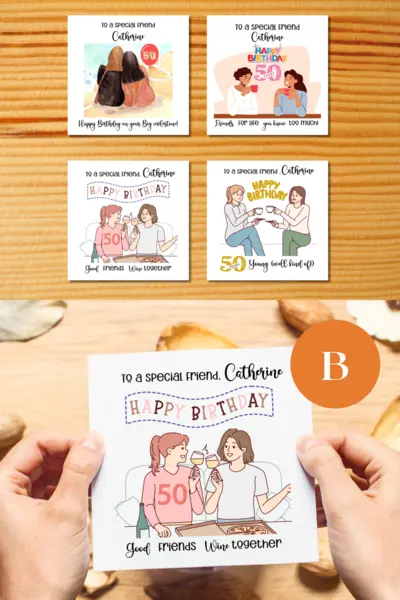 To a special friend
Catherine
50
Happy Birthday on your Big celebration!
To a special friend
Catherine
HAPPY
BIRTHDAY
50
Friends for life you know too much!
To a special friend, Catherine
HAPPY BIRTHDAY
50
Good Friends Wine together
To a special friend, Catherine
HAPPY
BIRTHDAY
50 Young (well kind of!)
B
To a special friend, Catherine
HAPPY BIRTHDAY
50
Good Friends Wine together